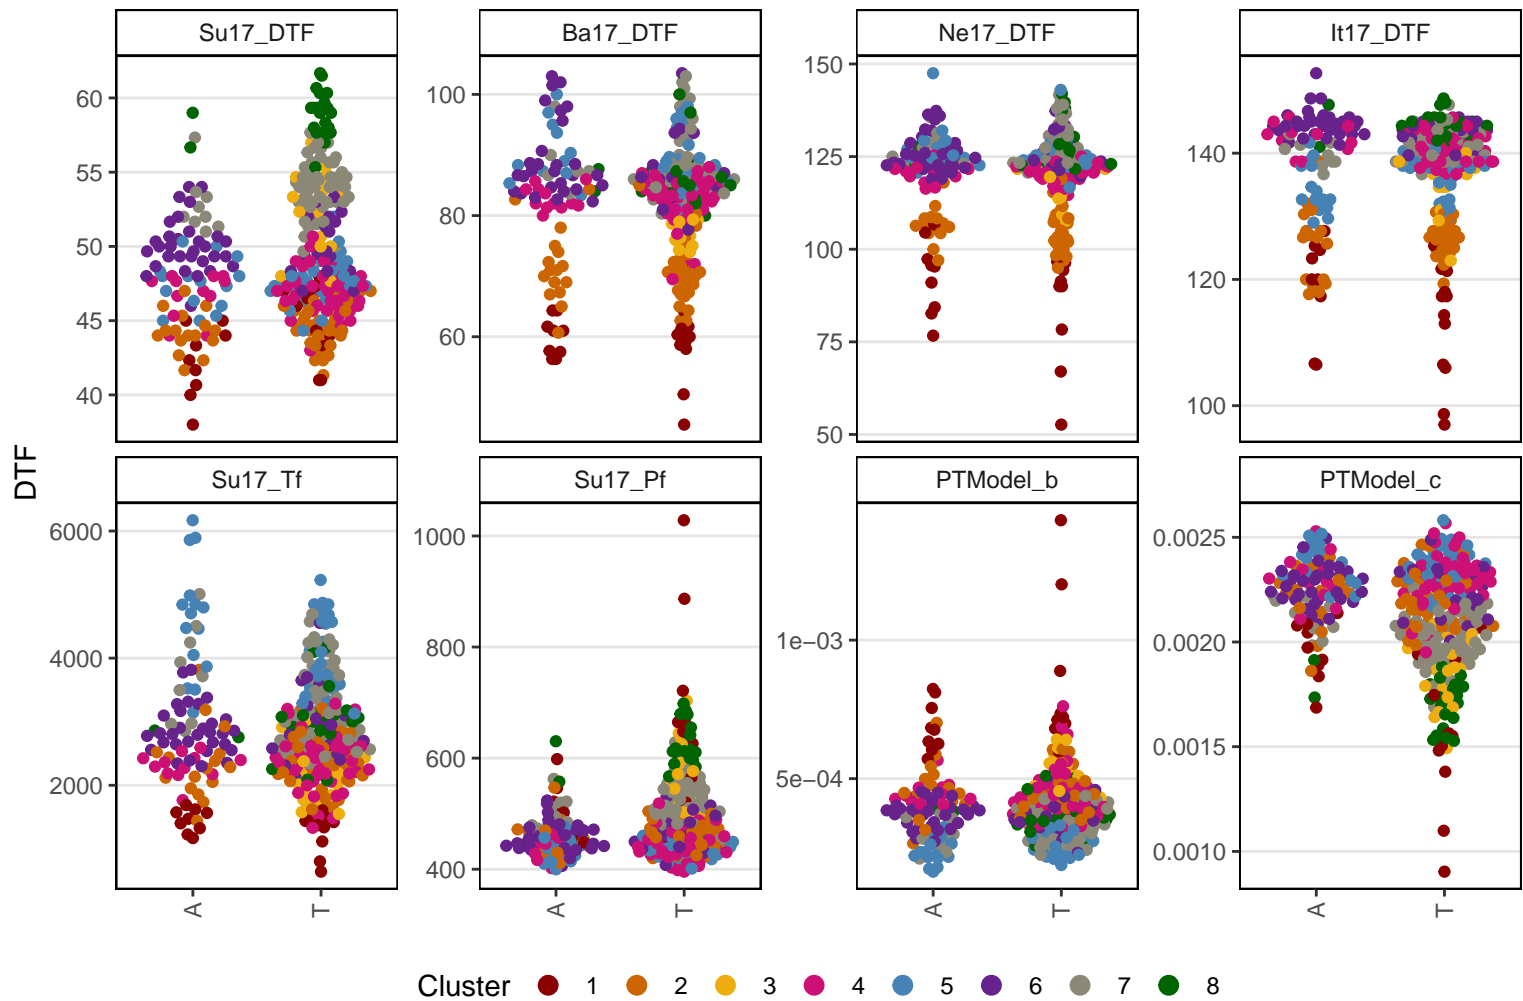 Su17_DTF
Ba17_DTF
Ne17_DTF
It17_DTF
60
55
50
45
40
100
80
60
150
125
100
75
50
140
120
100
DTF
Su17_Tf
Su17_Pf
PTModel_b
PTModel_c
6000
4000
2000
1000
800
600
400
1e−03
5e−04
0.0025
0.0020
0.0015
0.0010
A
T
A
T
A
T
A
T
Cluster 1 2 3 4 5 6 7 8